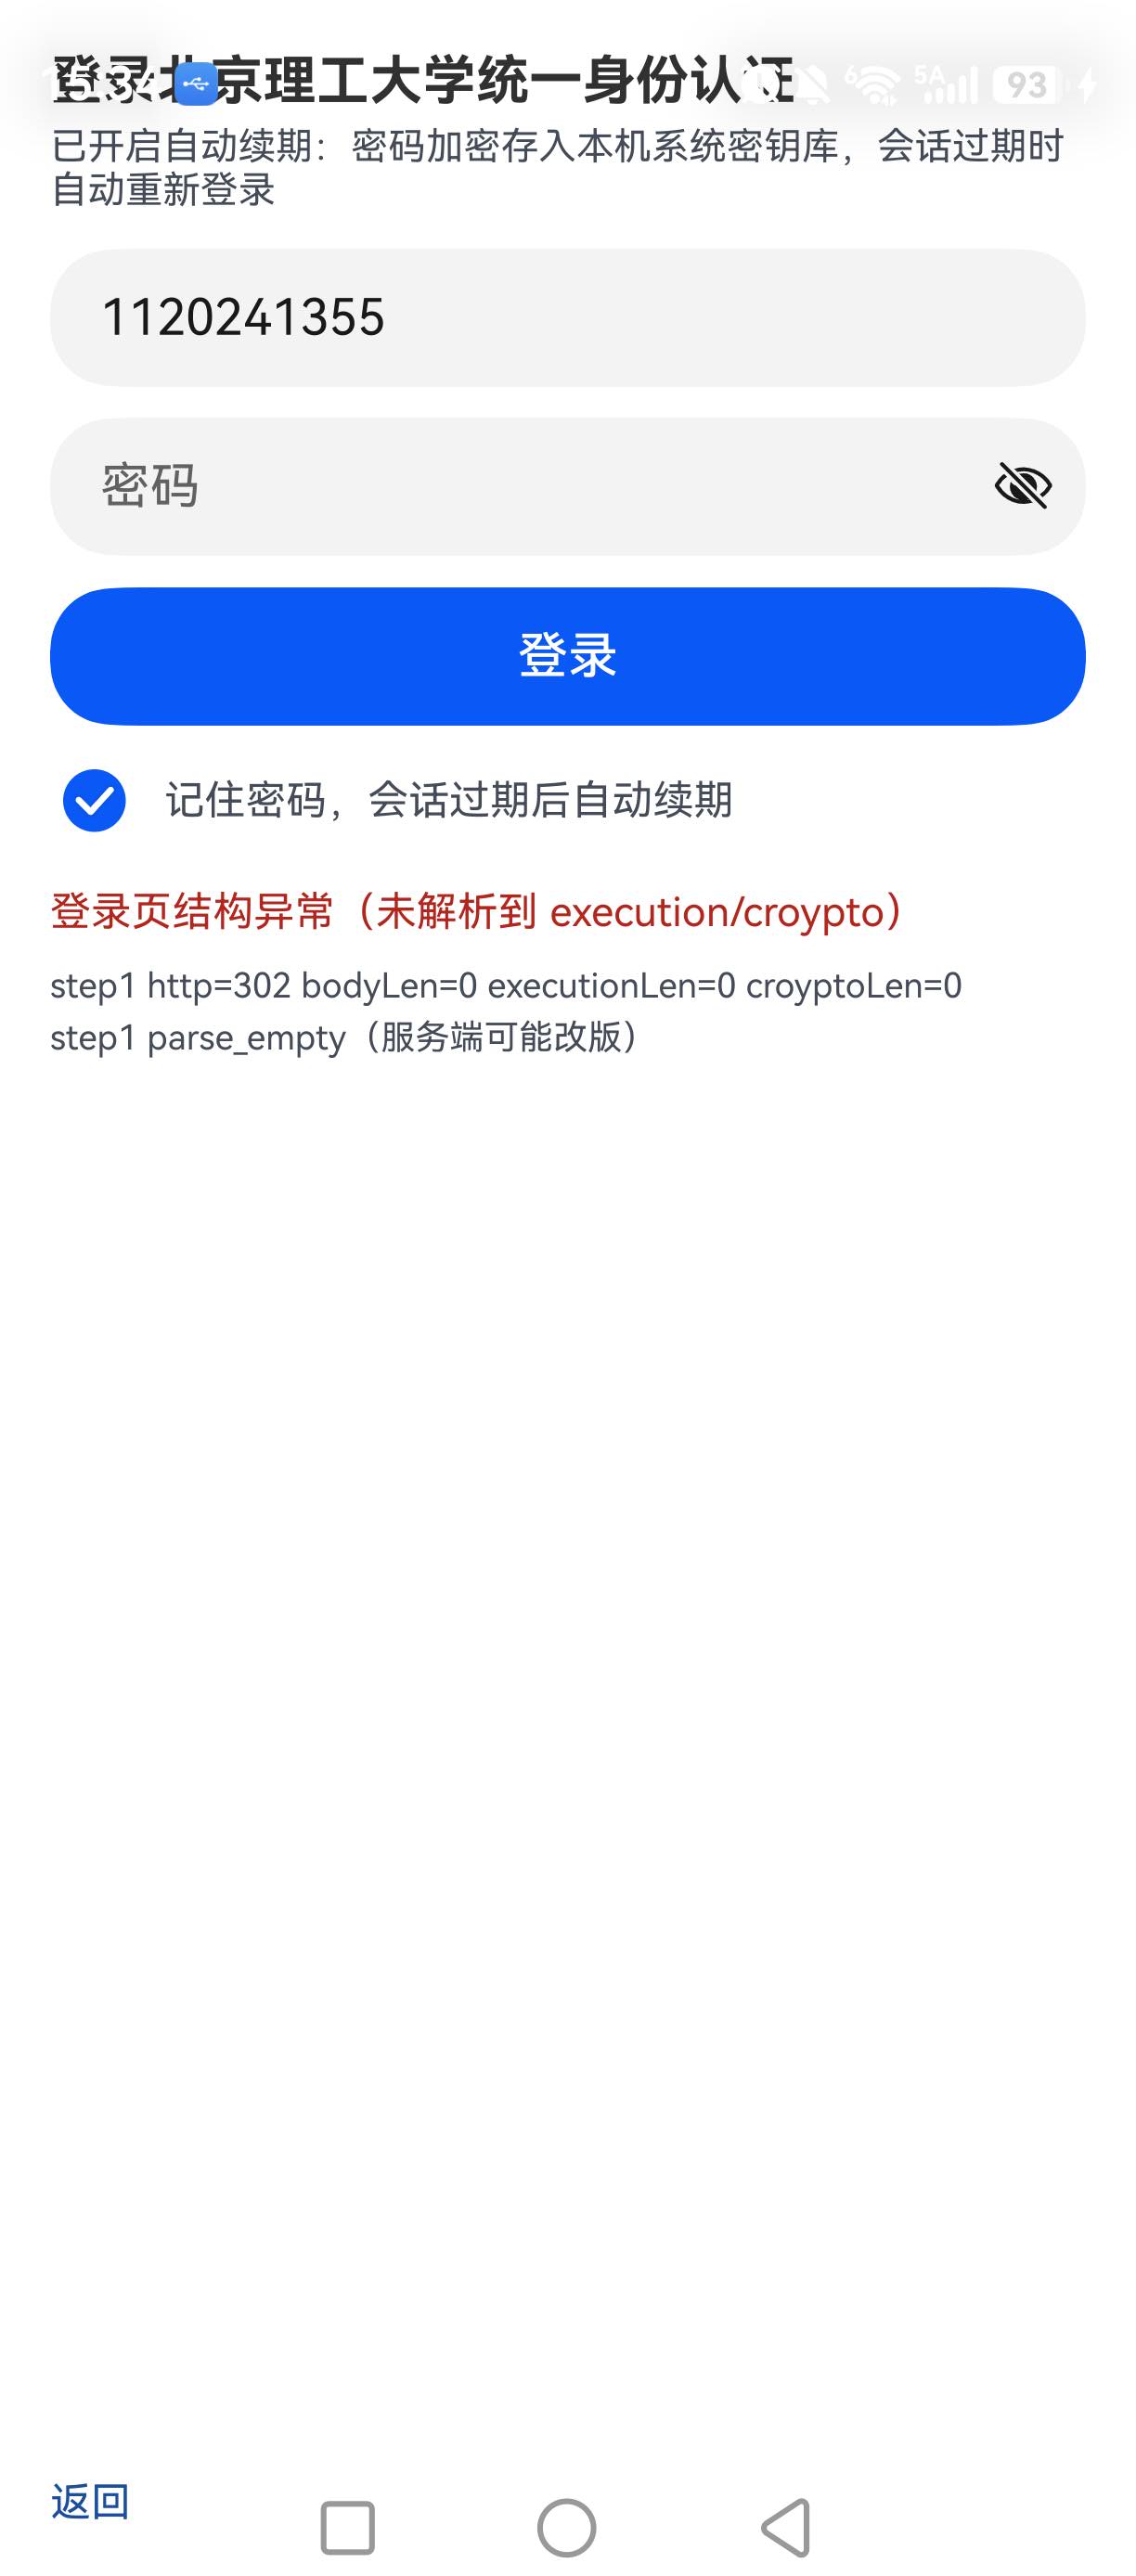 登录北京理工大学统一身份认证
93
已开启自动续期：密码加密存入本机系统密钥库，会话过期时
自动重新登录
1120241355
密码
登录
记住密码，会话过期后自动续期
登录页结构异常（未解析到 execution/croypto）
step1 http=302 bodyLen=0 executionLen=0 croyptoLen=0
step1 parse_empty（服务端可能改版）
返回